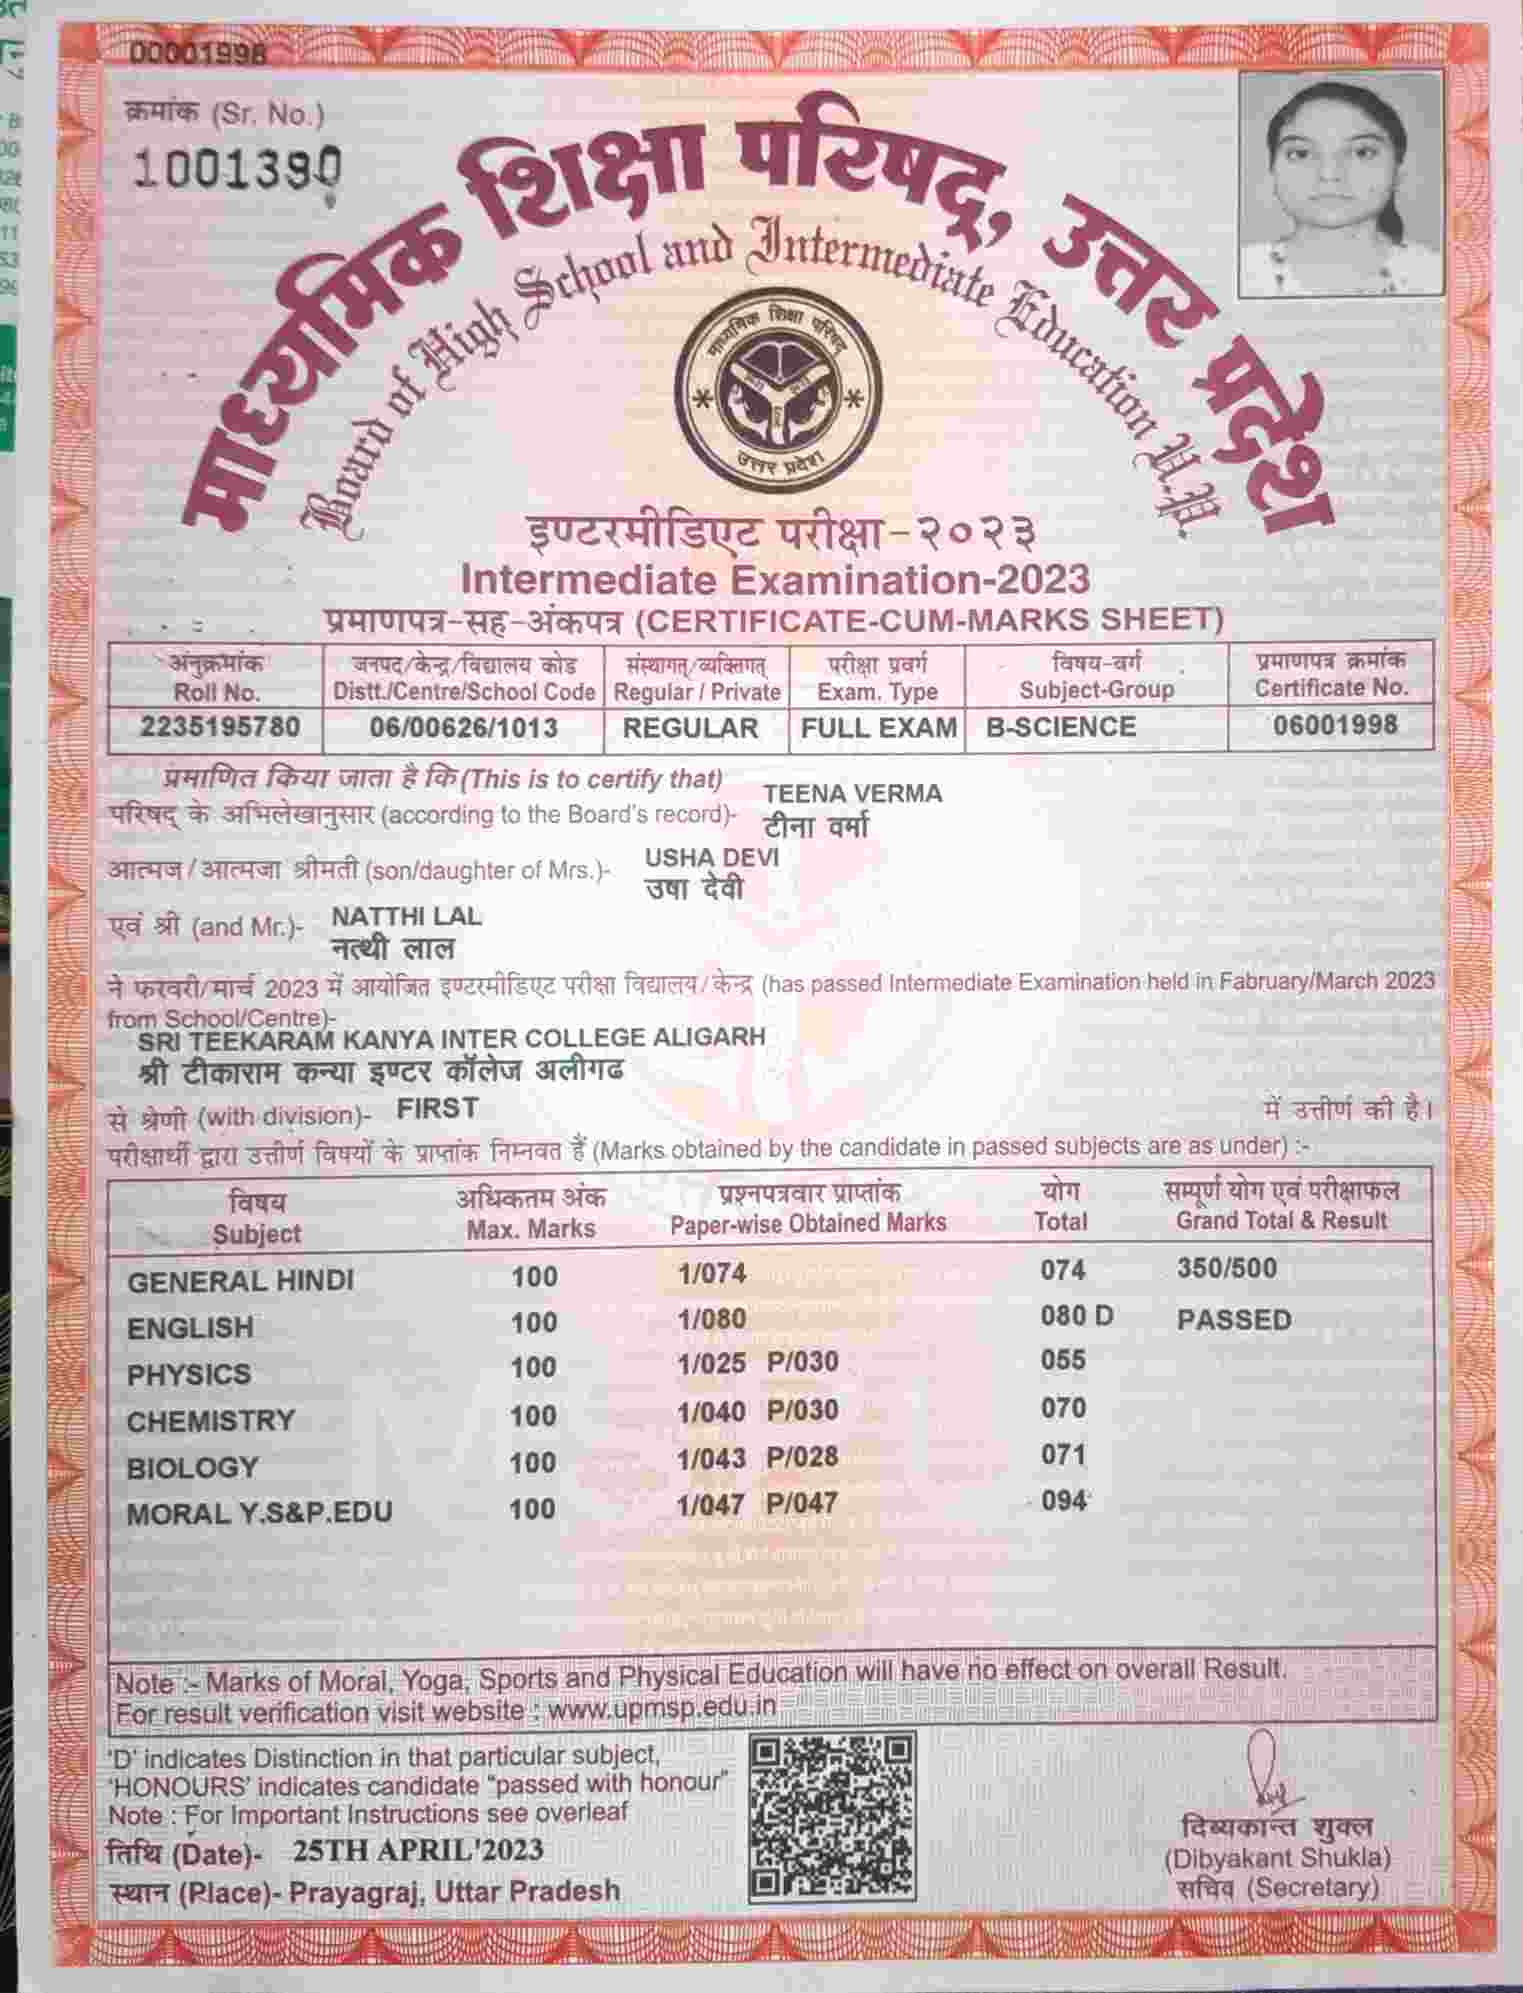 00001998
क्रमांक (Sr. No.)
1001390
माध्यमिक शिक्षा परिषद्, उत्तर प्रदेश
Board of High School and Intermediate Education U.P.
माध्यमिक शिक्षा परिषद्
उत्तर प्रदेश
इण्टरमीडिएट परीक्षा-२०२३
Intermediate Examination-2023
प्रमाणपत्र-सह-अंकपत्र (CERTIFICATE-CUM-MARKS SHEET)
अनुक्रमांक जनपद/केन्द्र/विद्यालय कोड संस्थागत्/व्यक्तिगत् परीक्षा प्रवर्ग विषय-वर्ग प्रमाणपत्र क्रमांक
Roll No. Distt./Centre/School Code Regular / Private Exam. Type Subject-Group Certificate No.
2235195780 06/00626/1013 REGULAR FULL EXAM B-SCIENCE 06001998
प्रमाणित किया जाता है कि (This is to certify that) TEENA VERMA
परिषद् के अभिलेखानुसार (according to the Board's record)- टीना वर्मा
USHA DEVI
आत्मज / आत्मजा श्रीमती (son/daughter of Mrs.)- उषा देवी
एवं श्री (and Mr.)- NATTHI LAL
नत्थी लाल
ने फरवरी/मार्च 2023 में आयोजित इण्टरमीडिएट परीक्षा विद्यालय/केन्द्र (has passed Intermediate Examination held in Fabruary/March 2023
from School/Centre)-
SRI TEEKARAM KANYA INTER COLLEGE ALIGARH
श्री टीकाराम कन्या इण्टर कॉलेज अलीगढ
से श्रेणी (with division)- FIRST में उत्तीर्ण की है।
परीक्षार्थी द्वारा उत्तीर्ण विषयों के प्राप्तांक निम्नवत हैं (Marks obtained by the candidate in passed subjects are as under) :-
विषय अधिकतम अंक प्रश्नपत्रवार प्राप्तांक योग सम्पूर्ण योग एवं परीक्षाफल
Subject Max. Marks Paper-wise Obtained Marks Total Grand Total & Result
GENERAL HINDI 100 1/074 074 350/500
ENGLISH 100 1/080 080 D PASSED
PHYSICS 100 1/025 P/030 055
CHEMISTRY 100 1/040 P/030 070
BIOLOGY 100 1/043 P/028 071
MORAL Y.S&P.EDU 100 1/047 P/047 094
Note :- Marks of Moral, Yoga, Sports and Physical Education will have no effect on overall Result.
For result verification visit website : www.upmsp.edu.in
'D' indicates Distinction in that particular subject,
'HONOURS' indicates candidate "passed with honour"
Note : For Important Instructions see overleaf
तिथि (Date)- 25TH APRIL'2023
स्थान (Place)- Prayagraj, Uttar Pradesh
दिब्यकान्त शुक्ल
(Dibyakant Shukla)
सचिव (Secretary)